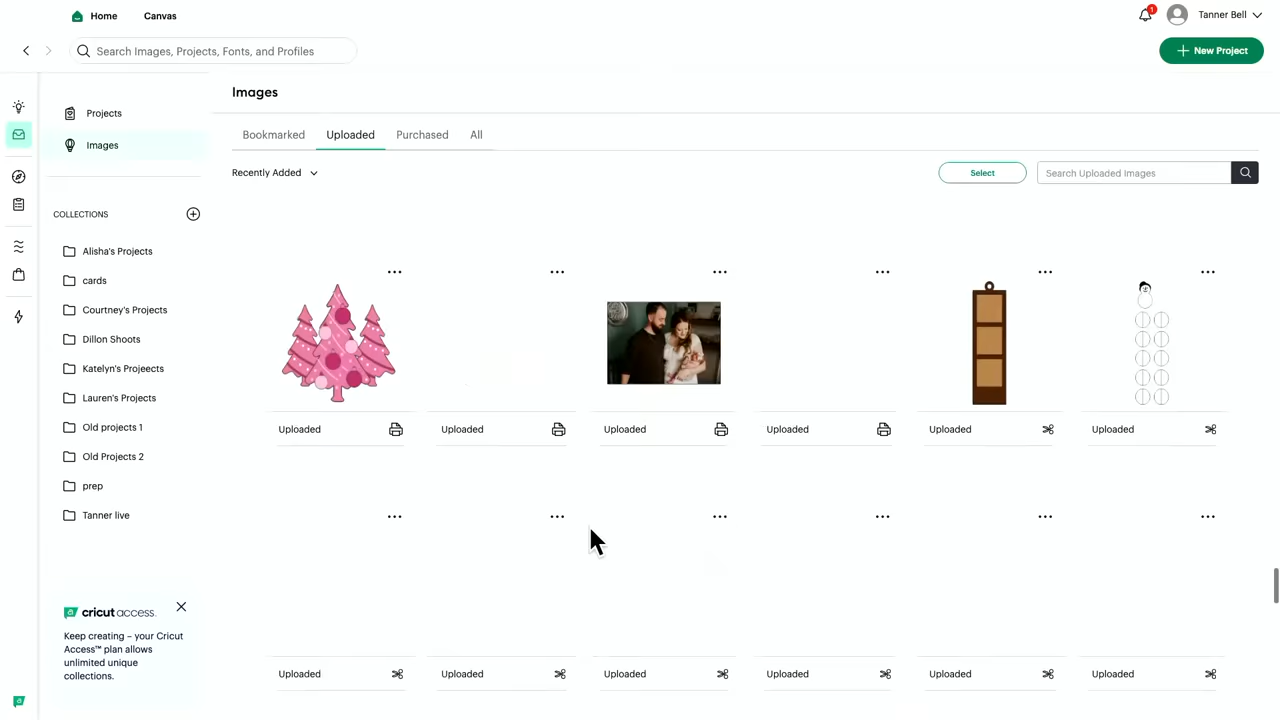 Home
Canvas
1
Tanner Bell
Search Images, Projects, Fonts, and Profiles
New Project
Projects
Images
COLLECTIONS
Alisha's Projects
cards
Courtney's Projects
Dillon Shoots
Katelyn's Projeects
Lauren's Projects
Old projects 1
Old Projects 2
prep
Tanner live
cricut access.
Keep creating – your Cricut
Access™ plan allows
unlimited unique
collections.
Images
Bookmarked
Uploaded
Purchased
All
Recently Added
Select
Search Uploaded Images
Uploaded
Uploaded
Uploaded
Uploaded
Uploaded
Uploaded
Uploaded
Uploaded
Uploaded
Uploaded
Uploaded
Uploaded